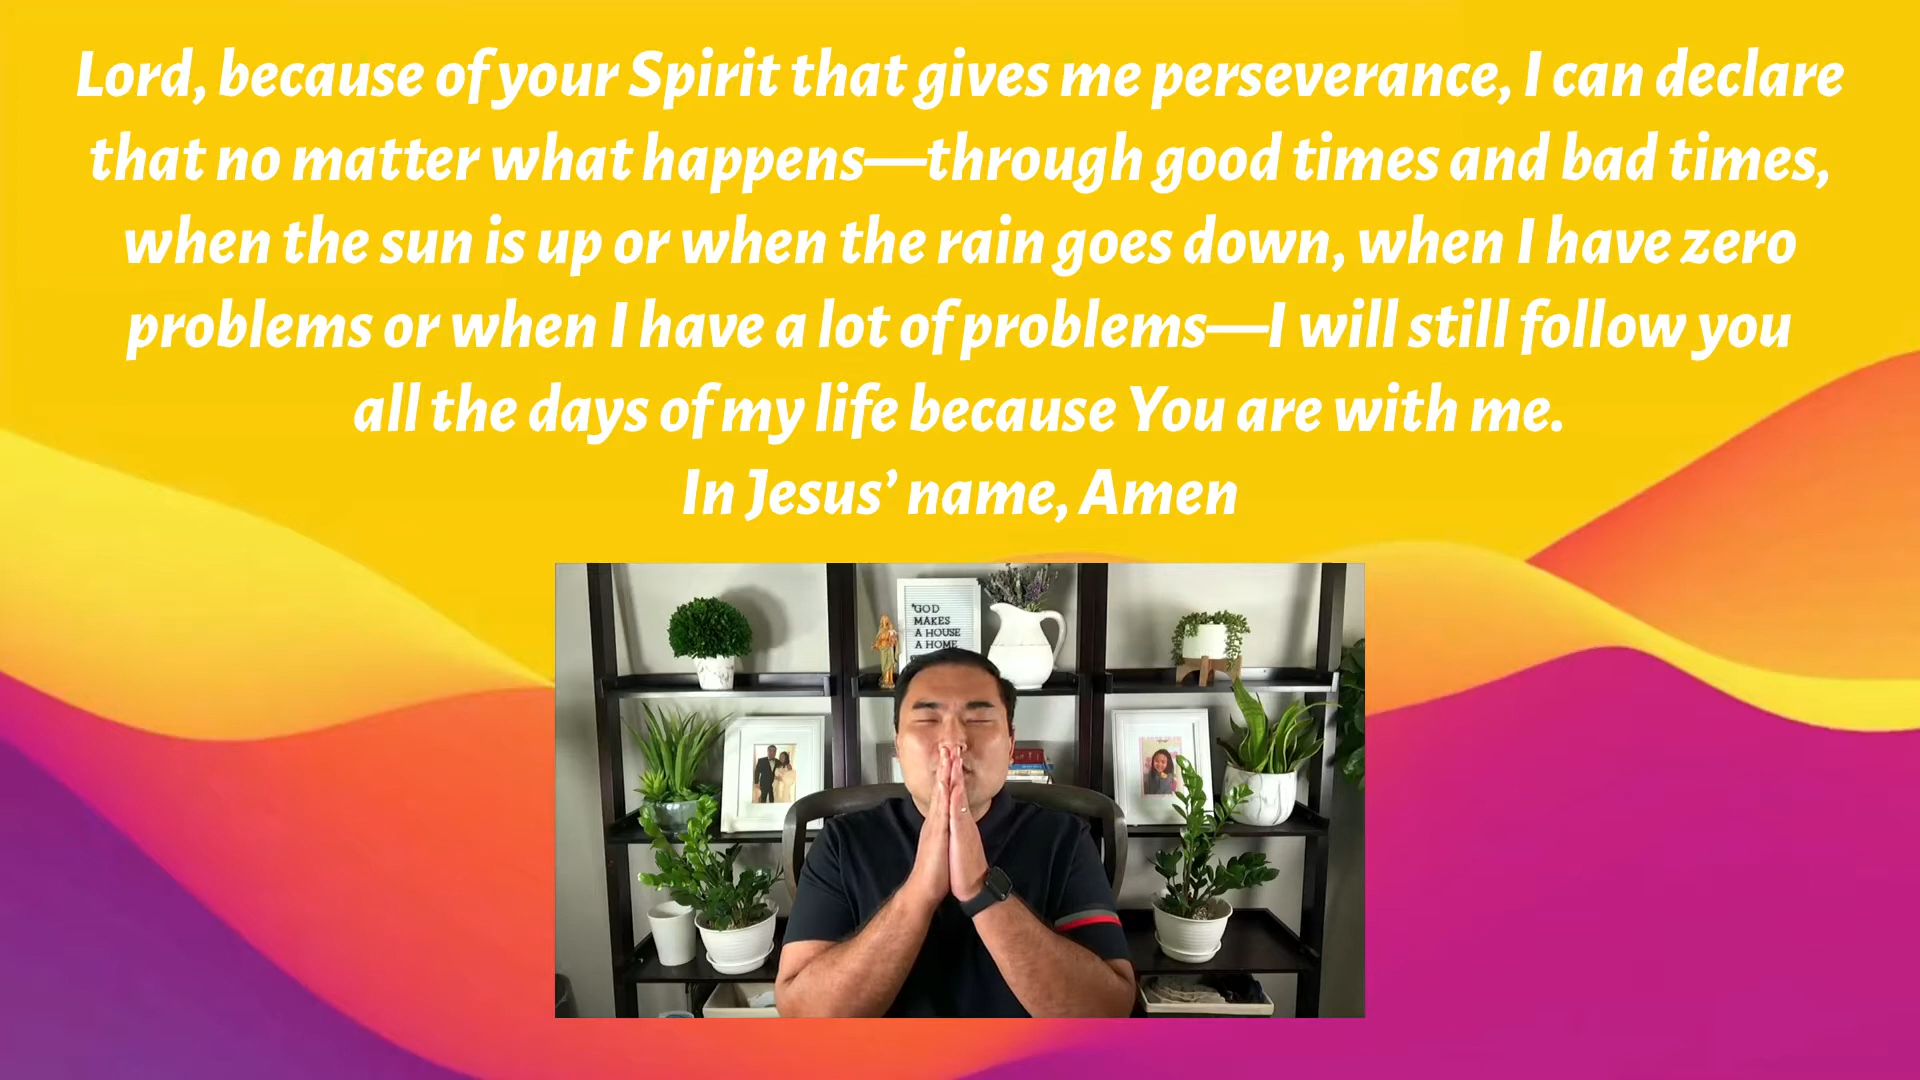 Lord, because of your Spirit that gives me perseverance, I can declare
that no matter what happens—through good times and bad times,
when the sun is up or when the rain goes down, when I have zero
problems or when I have a lot of problems—I will still follow you
all the days of my life because You are with me.
In Jesus’ name, Amen
"GOD
MAKES
A HOUSE
A HOME